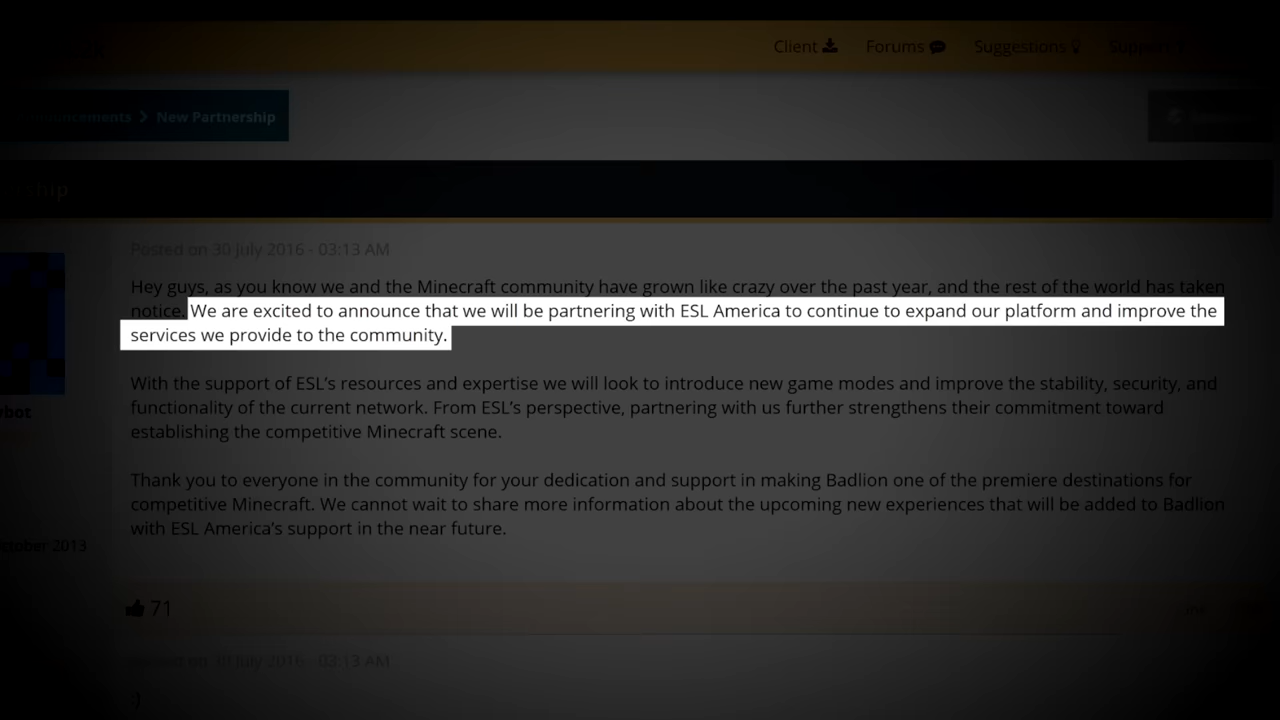 Client
Forums
Suggestions
Support
New Partnership
Posted on 30 July 2016 - 03:13 AM
Hey guys, as you know we and the Minecraft community have grown like crazy over the past year, and the rest of the world has taken
notice. We are excited to announce that we will be partnering with ESL America to continue to expand our platform and improve the
services we provide to the community.
With the support of ESL's resources and expertise we will look to introduce new game modes and improve the stability, security, and
functionality of the current network. From ESL's perspective, partnering with us further strengthens their commitment toward
establishing the competitive Minecraft scene.
Thank you to everyone in the community for your dedication and support in making Badlion one of the premiere destinations for
competitive Minecraft. We cannot wait to share more information about the upcoming new experiences that will be added to Badlion
with ESL America's support in the near future.
ctober 2013
71
on 30 July 2016 - 03:13 AM
:)